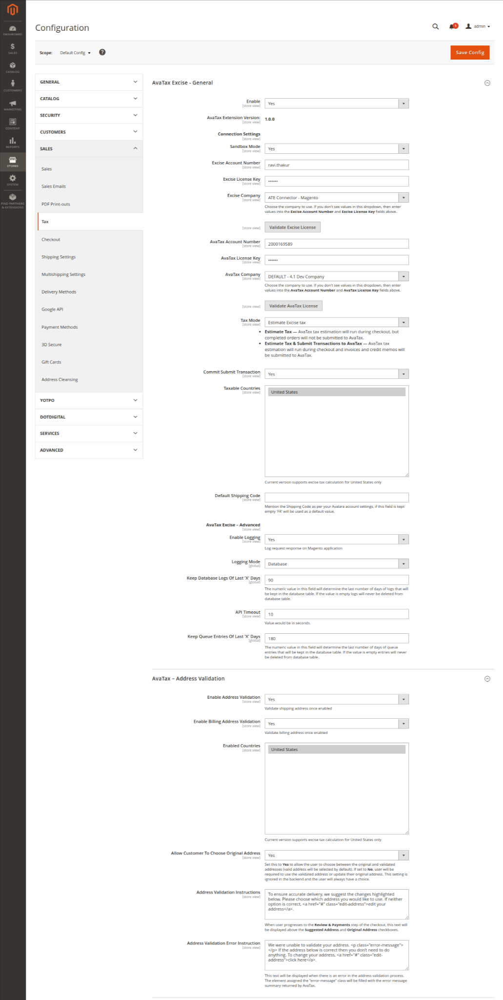 Configuration
1
admin
Scope:
Default Config
?
Save Config
DASHBOARD
SALES
CATALOG
CUSTOMERS
MARKETING
CONTENT
REPORTS
STORES
SYSTEM
FIND PARTNERS
& EXTENSIONS
GENERAL
CATALOG
SECURITY
CUSTOMERS
SALES
Sales
Sales Emails
PDF Print-outs
Tax
Checkout
Shipping Settings
Multishipping Settings
Delivery Methods
Google API
Payment Methods
3D Secure
Gift Cards
Address Cleansing
YOTPO
DOTDIGITAL
SERVICES
ADVANCED
AvaTax Excise - General
Enable
[store view]
Yes
AvaTax Extension Version:
[store view]
1.0.0
Connection Settings
[store view]
Sandbox Mode
[store view]
Yes
Excise Account Number
[store view]
ravi.thakur
Excise License Key
[store view]
••••••
Excise Company
[store view]
ATE Connector - Magento
Choose the company to use. If you don't see values in this dropdown, then enter
values into the Excise Account Number and Excise License Key fields above.
[store view]
Validate Excise License
AvaTax Account Number
[store view]
2000169589
AvaTax License Key
[store view]
••••••
AvaTax Company
[store view]
DEFAULT - 4.1 Dev Company
Choose the company to use. If you don't see values in this dropdown, then enter
values into the AvaTax Account Number and AvaTax License Key fields above.
[store view]
Validate AvaTax License
Tax Mode
[store view]
Estimate Excise tax
• Estimate Tax — AvaTax tax estimation will run during checkout, but
completed orders will not be submitted to AvaTax.
• Estimate Tax & Submit Transactions to AvaTax — AvaTax tax
estimation will run during checkout and invoices and credit memos will
be submitted to AvaTax.
Commit Submit Transaction
[store view]
Yes
Taxable Countries
[store view]
United States
Current version supports excise tax calculation for United States only
Default Shipping Code
[store view]
Mention the Shipping Code as per your Avalara account settings, if this field is kept
empty 'FR' will be used as a default value.
AvaTax Excise – Advanced
[store view]
Enable Logging
[store view]
Yes
Log request response on Magento application
Logging Mode
[global]
Database
Keep Database Logs Of Last 'X' Days
[global]
90
The numeric value in this field will determine the last number of days of logs that will
be kept in the database table. If the value is empty logs will never be deleted from
database table.
API Timeout
[store view]
10
Value would be in seconds.
Keep Queue Entries Of Last 'X' Days
[global]
180
The numeric value in this field will determine the last number of days of queue
entries that will be kept in the database table. If the value is empty entries will never
be deleted from database table.
AvaTax – Address Validation
Enable Address Validation
[store view]
Yes
Validate shipping address once enabled
Enable Billing Address Validation
[store view]
Yes
Validate billing address once enabled
Enabled Countries
[store view]
United States
Current version supports excise tax calculation for United States only
Allow Customer To Choose Original Address
[store view]
Yes
Set this to Yes to allow the user to choose between the original and validated
addresses (valid address will be selected by default). If set to No, user will be
required to use the validated address or update their original address. This setting is
ignored in the backend and the user will always have a choice.
Address Validation Instructions
[store view]
To ensure accurate delivery, we suggest the changes highlighted
below. Please choose which address you would like to use. If neither
option is correct, <a href="#" class="edit-address">edit your
address</a>.
When user progresses to the Review & Payments step of the checkout, this text will
be displayed above the Suggested Address and Original Address checkboxes.
Address Validation Error Instruction
[store view]
We were unable to validate your address. <p class="error-message">
</p> If the address below is correct then you don't need to do
anything. To change your address, <a href="#" class="edit-
address">click here</a>.
This text will be displayed when there is an error in the address validation process.
The element assigned the "error-message" class will be filled with the error message
summary returned by AvaTax.